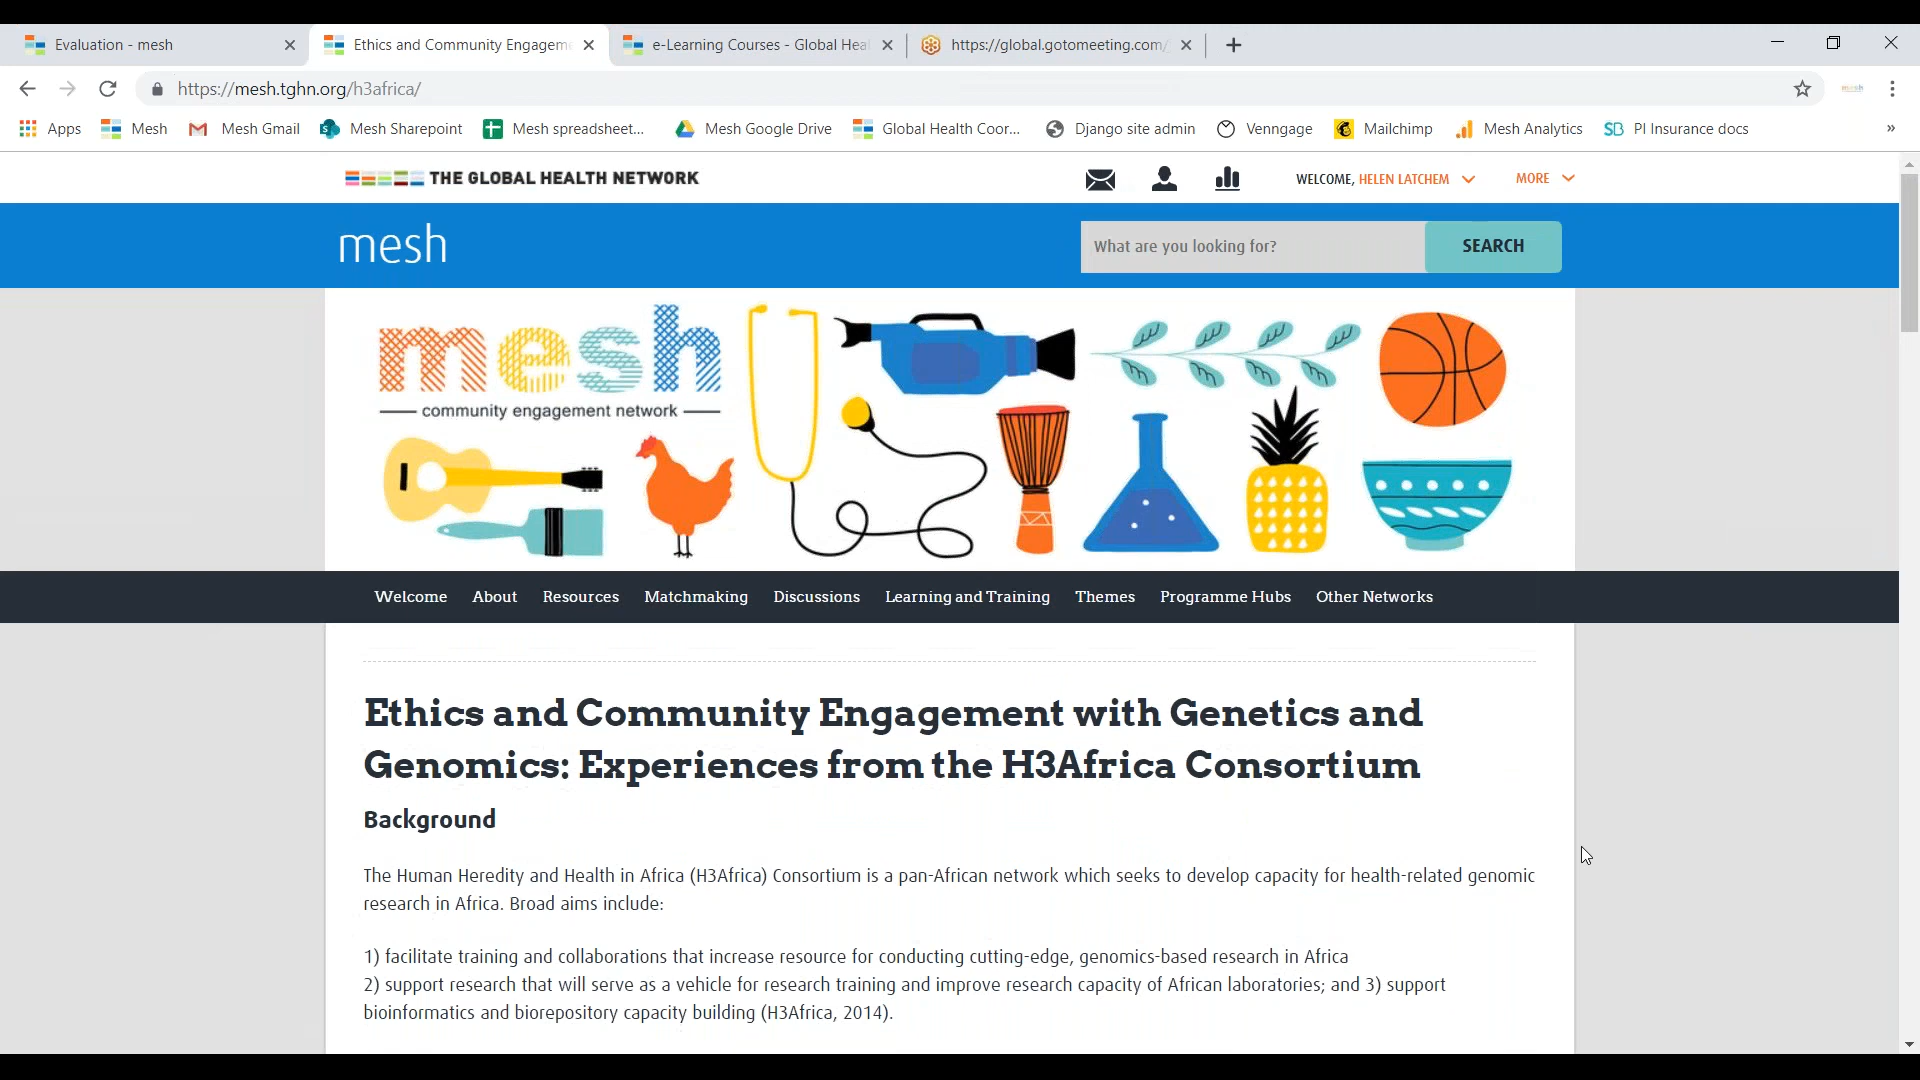 Evaluation - mesh
Ethics and Community Engagem
e-Learning Courses - Global Heal
https://global.gotomeeting.com/
https://mesh.tghn.org/h3africa/
Apps Mesh Mesh Gmail Mesh Sharepoint Mesh spreadsheet... Mesh Google Drive Global Health Coor... Django site admin Venngage Mailchimp Mesh Analytics PI Insurance docs »
THE GLOBAL HEALTH NETWORK
WELCOME, HELEN LATCHEM
MORE
mesh
What are you looking for?
SEARCH
mesh
community engagement network
Welcome About Resources Matchmaking Discussions Learning and Training Themes Programme Hubs Other Networks
Ethics and Community Engagement with Genetics and
Genomics: Experiences from the H3Africa Consortium
Background
The Human Heredity and Health in Africa (H3Africa) Consortium is a pan-African network which seeks to develop capacity for health-related genomic
research in Africa. Broad aims include:
1) facilitate training and collaborations that increase resource for conducting cutting-edge, genomics-based research in Africa
2) support research that will serve as a vehicle for research training and improve research capacity of African laboratories; and 3) support
bioinformatics and biorepository capacity building (H3Africa, 2014).